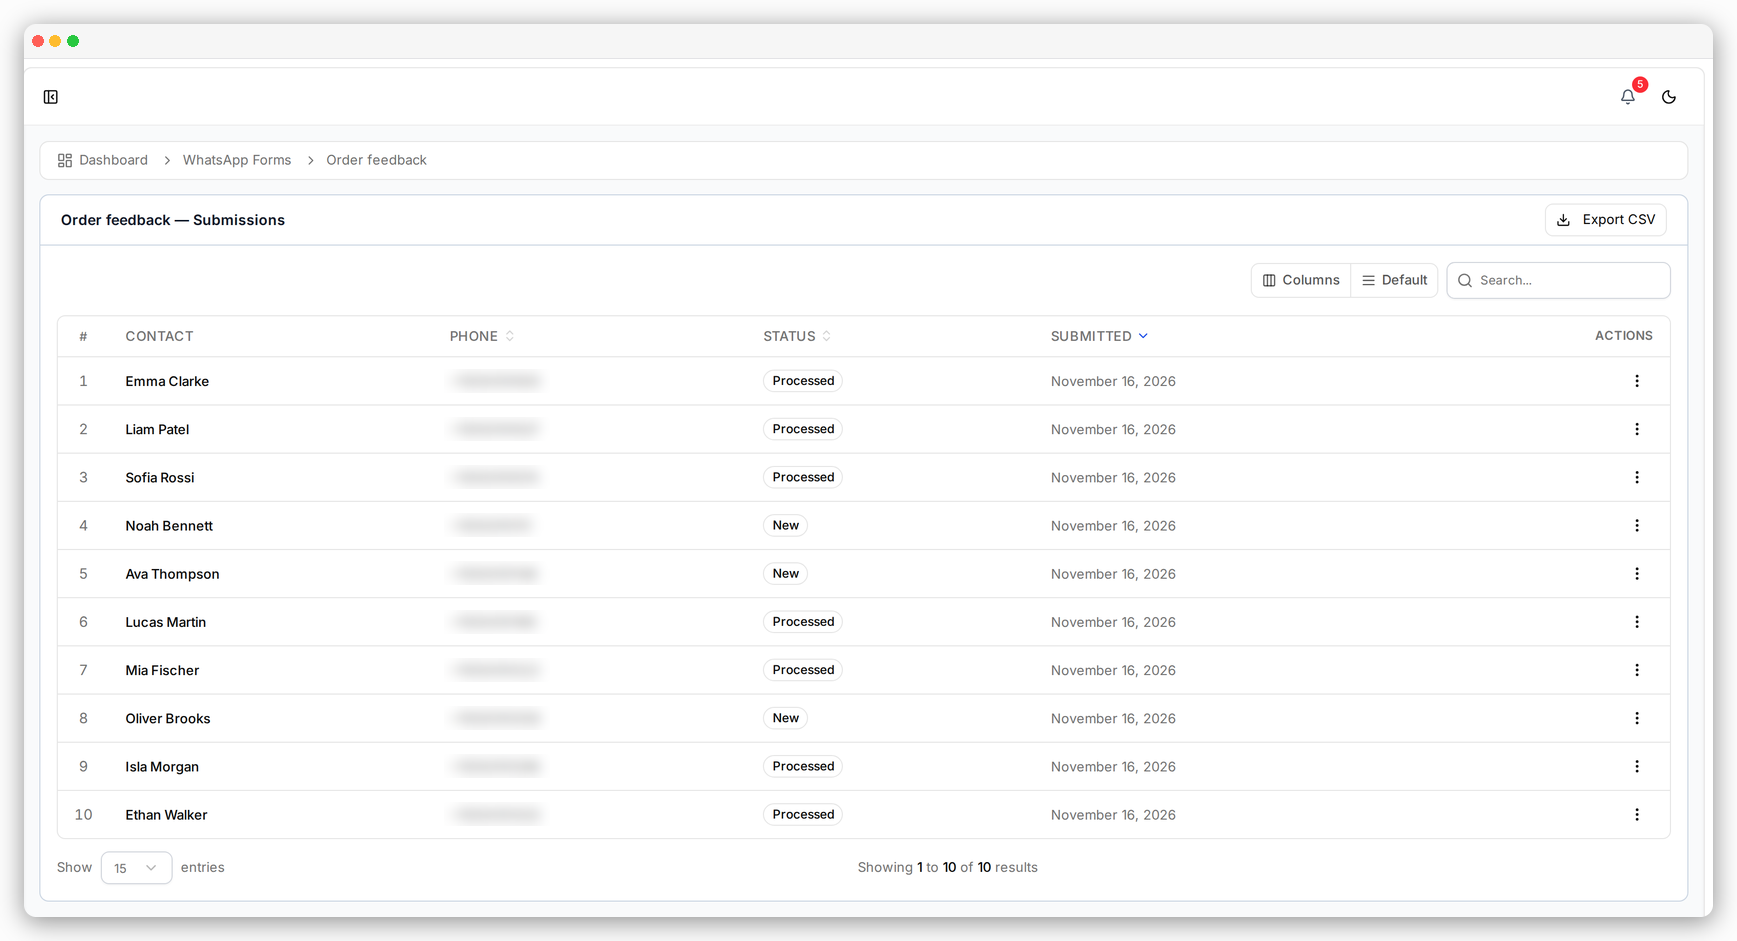 5
Dashboard > WhatsApp Forms > Order feedback
Order feedback — Submissions
Export CSV
Columns Default Search...
# CONTACT PHONE STATUS SUBMITTED ACTIONS
1 Emma Clarke Processed November 16, 2026
2 Liam Patel Processed November 16, 2026
3 Sofia Rossi Processed November 16, 2026
4 Noah Bennett New November 16, 2026
5 Ava Thompson New November 16, 2026
6 Lucas Martin Processed November 16, 2026
7 Mia Fischer Processed November 16, 2026
8 Oliver Brooks New November 16, 2026
9 Isla Morgan Processed November 16, 2026
10 Ethan Walker Processed November 16, 2026
Show 15 entries Showing 1 to 10 of 10 results